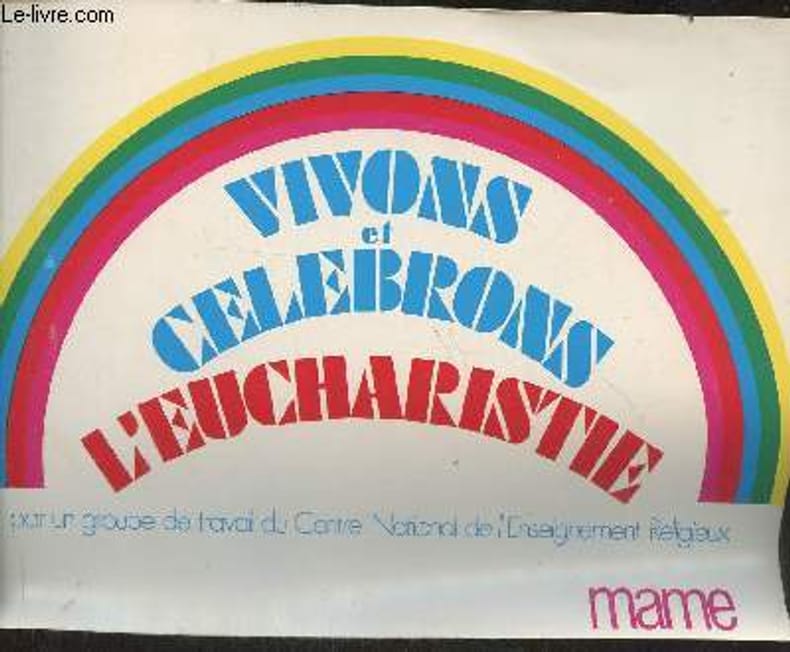 Le-livre.com
VIVONS
et
CELEBRONS
L'EUCHARISTIE
par un groupe de travail du Centre National de l'Enseignement Religieux
mame